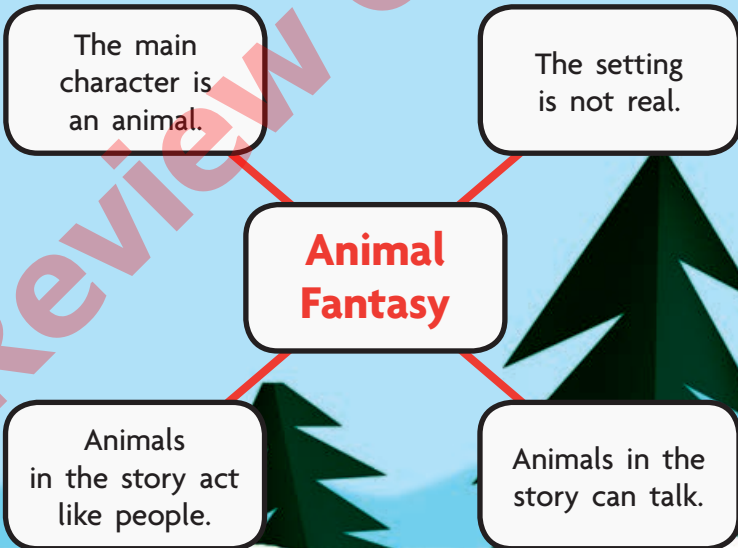 The main
character is
an animal.
The setting
is not real.
Animal
Fantasy
Animals
in the story act
like people.
Animals in the
story can talk.
Review